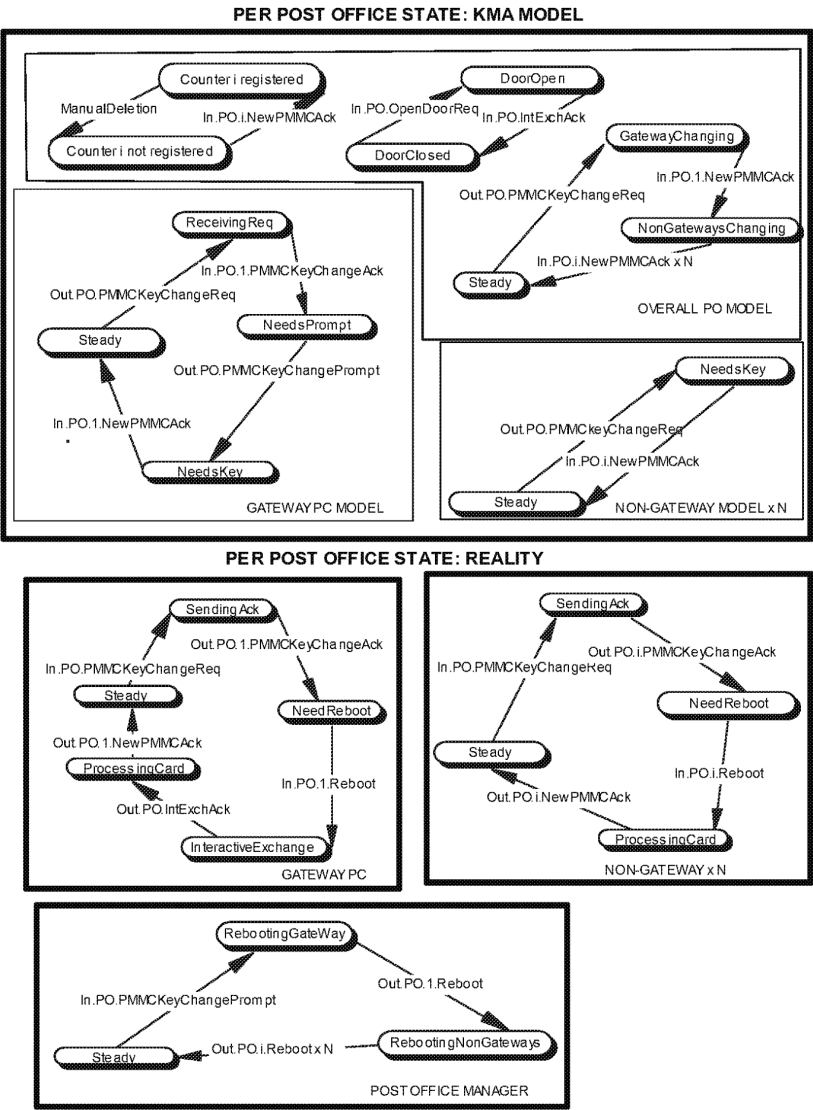 PER POST OFFICE STATE: KMA MODEL
Counter i registered
DoorOpen
ManualDeletion
In.PO.i.NewPMMCAck
In.PO.OpenDoorReq
In.PO.IntExchAck
Counter i not registered
DoorClosed
GatewayChanging
In.PO.1.NewPMMCAck
Out.PO.PMMCKeyChangeReq
NonGatewaysChanging
In.PO.i.NewPMMCAck x N
Steady
OVERALL PO MODEL
ReceivingReq
In.PO.1.PMMCKeyChangeAck
Out.PO.PMMCKeyChangeReq
NeedsPrompt
Steady
Out.PO.PMMCKeyChangePrompt
In.PO.1.NewPMMCAck
NeedsKey
GATEWAY PC MODEL
NeedsKey
Out.PO.PMMCkeyChangeReq
In.PO.i.NewPMMCAck
Steady
NON-GATEWAY MODEL x N
PER POST OFFICE STATE: REALITY
SendingAck
Out.PO.1.PMMCKeyChangeAck
In.PO.PMMCKeyChangeReq
Steady
NeedReboot
Out.PO.1.NewPMMCAck
ProcessingCard
In.PO.1.Reboot
Out.PO.IntExchAck
InteractiveExchange
GATEWAY PC
SendingAck
Out.PO.i.PMMCKeyChangeAck
In.PO.PMMCKeyChangeReq
NeedReboot
Steady
In.PO.i.Reboot
Out.PO.i.NewPMMCAck
ProcessingCard
NON-GATEWAY x N
RebootingGateWay
Out.PO.1.Reboot
In.PO.PMMCKeyChangePrompt
RebootingNonGateways
Out.PO.i.Reboot x N
Steady
POST OFFICE MANAGER